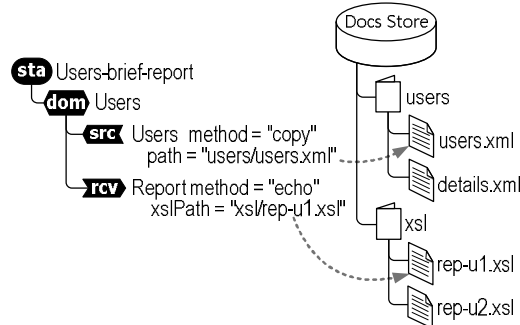 Docs Store
sta Users-brief-report
dom Users
src Users method = "copy"
path = "users/users.xml"
rcv Report method = "echo"
xslPath = "xsl/rep-u1.xsl"
users
users.xml
details.xml
xsl
rep-u1.xsl
rep-u2.xsl